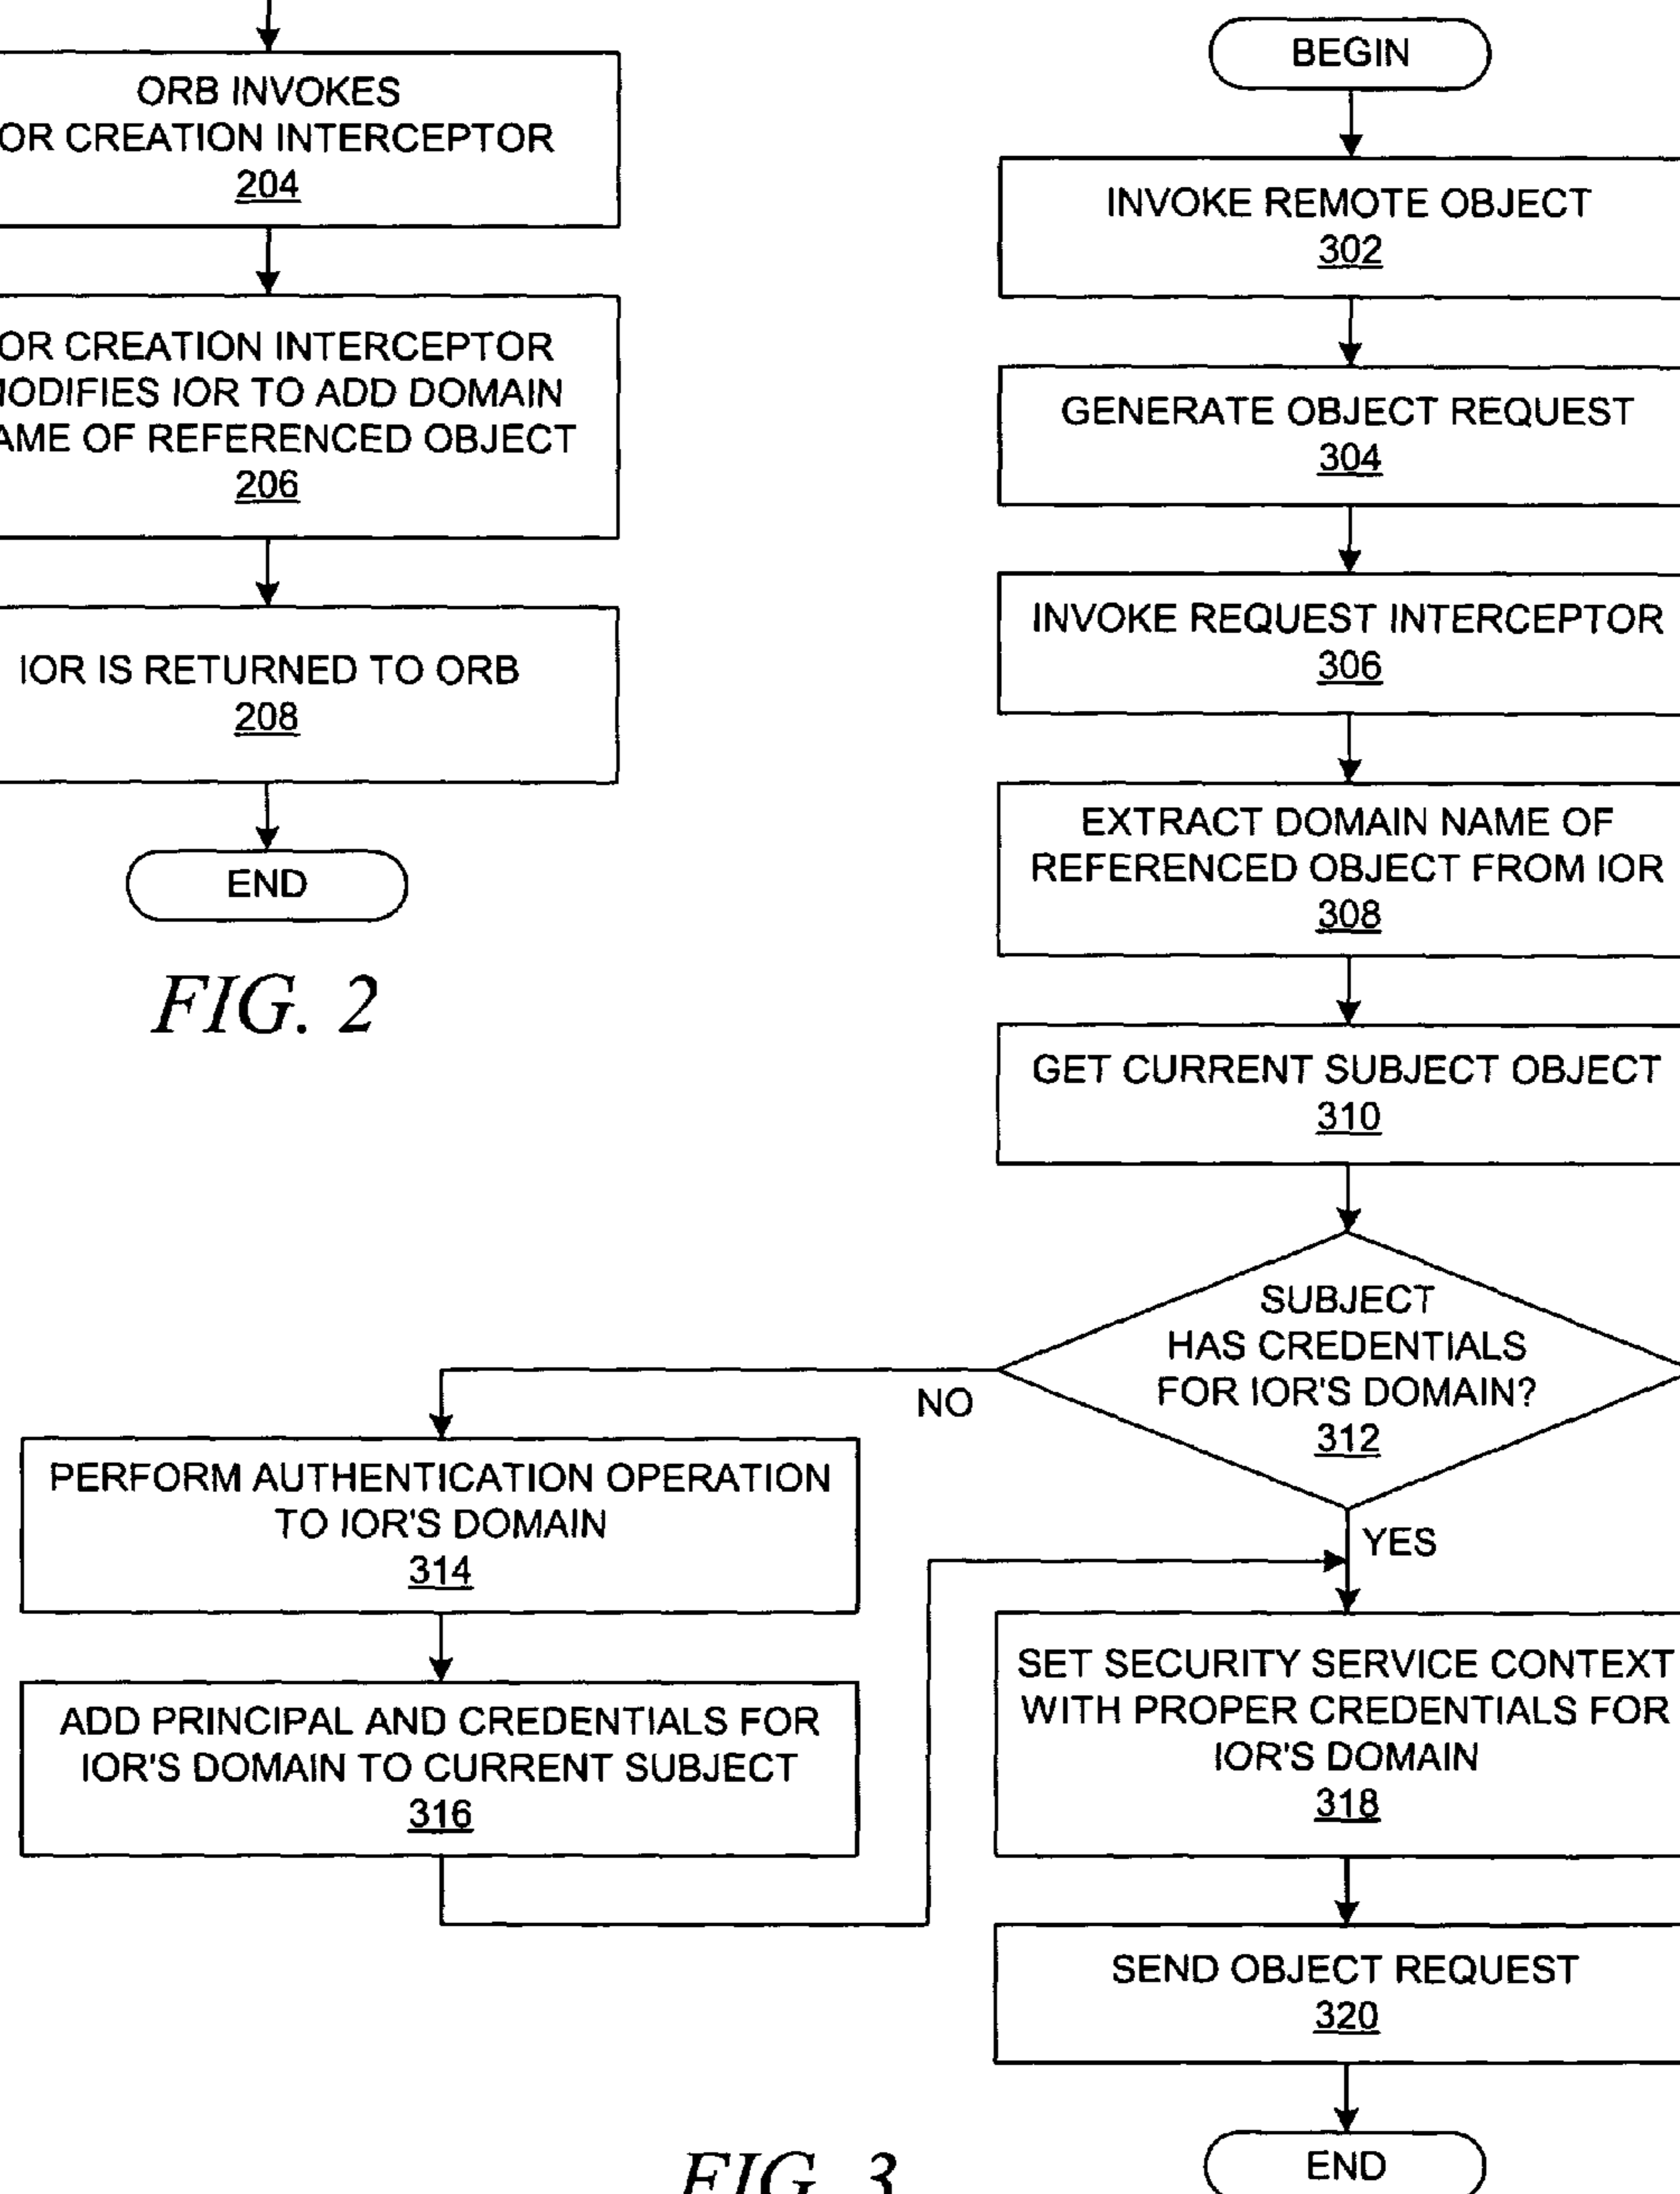 ORB INVOKES
OR CREATION INTERCEPTOR
204
OR CREATION INTERCEPTOR
MODIFIES IOR TO ADD DOMAIN
AME OF REFERENCED OBJECT
206
IOR IS RETURNED TO ORB
208
END
FIG. 2
BEGIN
INVOKE REMOTE OBJECT
302
GENERATE OBJECT REQUEST
304
INVOKE REQUEST INTERCEPTOR
306
EXTRACT DOMAIN NAME OF
REFERENCED OBJECT FROM IOR
308
GET CURRENT SUBJECT OBJECT
310
SUBJECT
HAS CREDENTIALS
FOR IOR'S DOMAIN?
312
NO
YES
PERFORM AUTHENTICATION OPERATION
TO IOR'S DOMAIN
314
ADD PRINCIPAL AND CREDENTIALS FOR
IOR'S DOMAIN TO CURRENT SUBJECT
316
SET SECURITY SERVICE CONTEXT
WITH PROPER CREDENTIALS FOR
IOR'S DOMAIN
318
SEND OBJECT REQUEST
320
END
FIG. 3